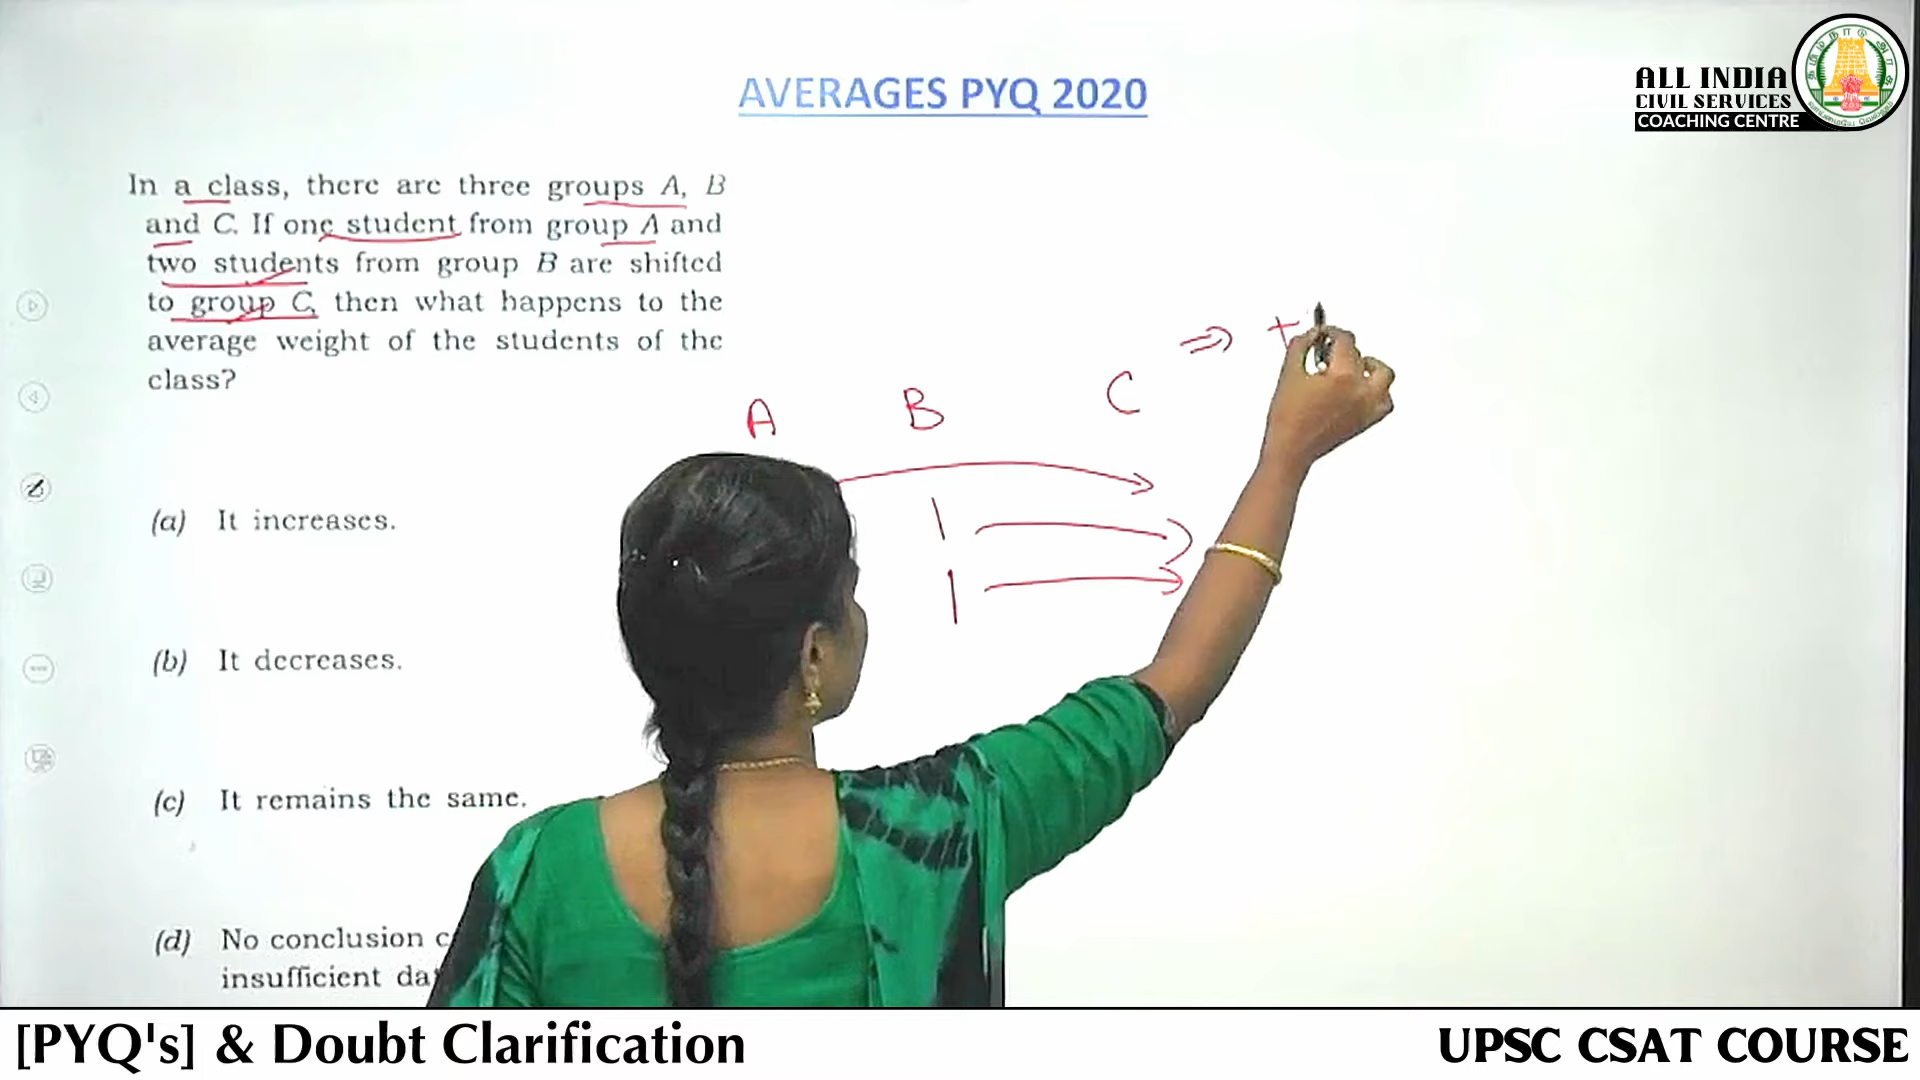 AVERAGES PYQ 2020
ALL INDIA
CIVIL SERVICES
COACHING CENTRE
In a class, there are three groups A, B
and C. If one student from group A and
two students from group B are shifted
to group C, then what happens to the
average weight of the students of the
class?
A B C ⇒ +
1
1
(a) It increases.
(b) It decreases.
(c) It remains the same.
(d) No conclusion
insufficient
[PYQ's] & Doubt Clarification
UPSC CSAT COURSE